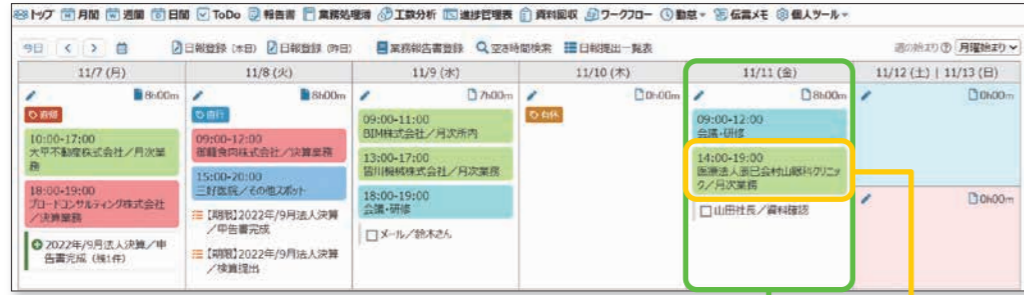 トップ 月間 週間 日間 ToDo 報告書 業務処理簿 工数分析 進捗管理表 資料回収 ワークフロー 勤怠 伝言メモ 個人ツール
今日 < > 日報登録 (本日) 日報登録 (昨日) 業務報告書登録 空き時間検索 日報提出一覧表 週の始まり 月曜始まり
11/7 (月) 11/8 (火) 11/9 (水) 11/10 (木) 11/11 (金) 11/12 (土) | 11/13 (日)
8h00m
直帰
10:00-17:00
大平不動産株式会社／月次業
務
18:00-19:00
ブロードコンサルティング株式会社
／決算業務
2022年/9月法人決算／申
告書完成 (残1件)
8h00m
直行
09:00-12:00
御籠食肉株式会社／決算業務
15:00-20:00
三好医院／その他スポット
【期限】2022年/9月法人決算
／申告書完成
【期限】2022年/9月法人決算
／検算提出
7h00m
09:00-11:00
BIM株式会社／月次所内
13:00-17:00
皆川機械株式会社／月次業務
18:00-19:00
会議・研修
メール／鈴木さん
0h00m
有休
8h00m
09:00-12:00
会議・研修
14:00-19:00
医療法人辰巳会村山眼科クリニッ
ク／月次業務
山田社長／資料確認
0h00m
0h00m